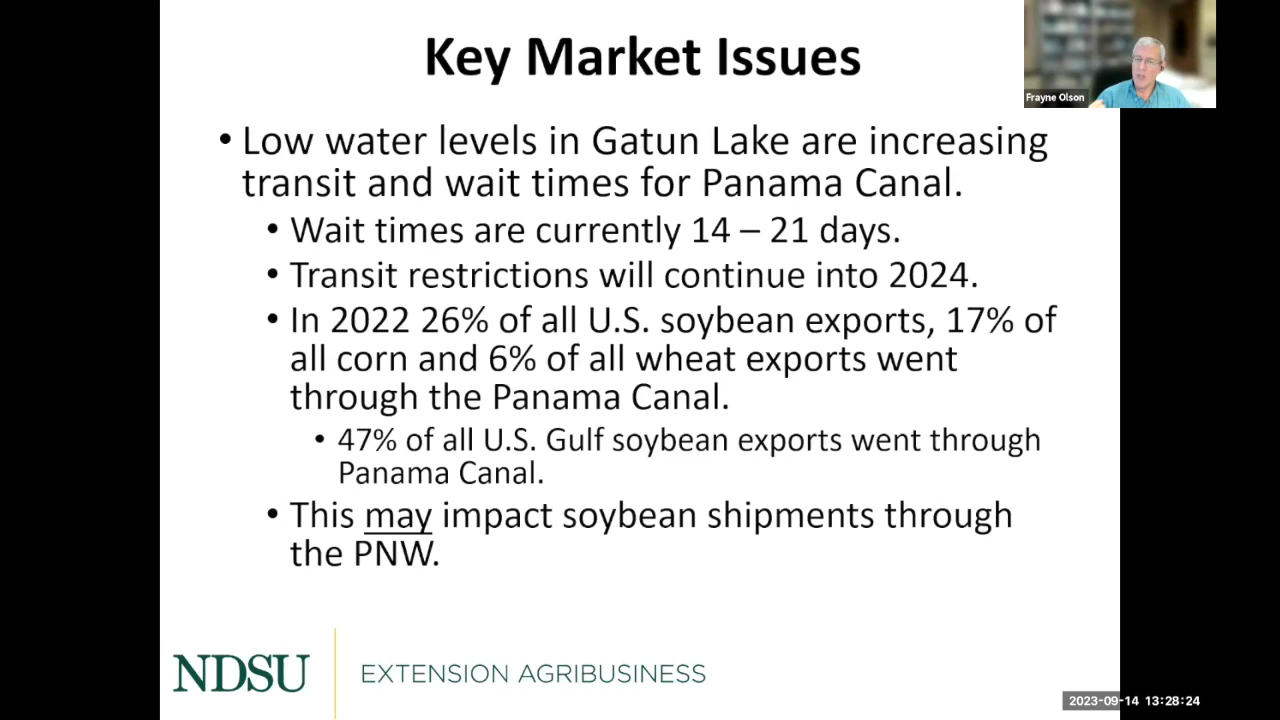 Key Market Issues
Frayne Olson
• Low water levels in Gatun Lake are increasing
transit and wait times for Panama Canal.
• Wait times are currently 14 – 21 days.
• Transit restrictions will continue into 2024.
• In 2022 26% of all U.S. soybean exports, 17% of
all corn and 6% of all wheat exports went
through the Panama Canal.
• 47% of all U.S. Gulf soybean exports went through
Panama Canal.
• This may impact soybean shipments through
the PNW.
NDSU
EXTENSION AGRIBUSINESS
2023-09-14 13:28:24